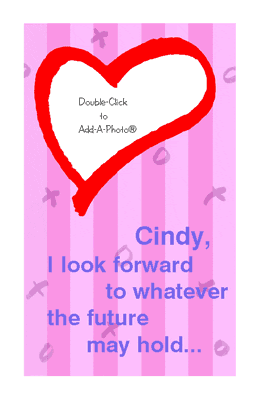 Double-Click
to
Add-A-Photo®
Cindy,
I look forward
to whatever
the future
may hold...